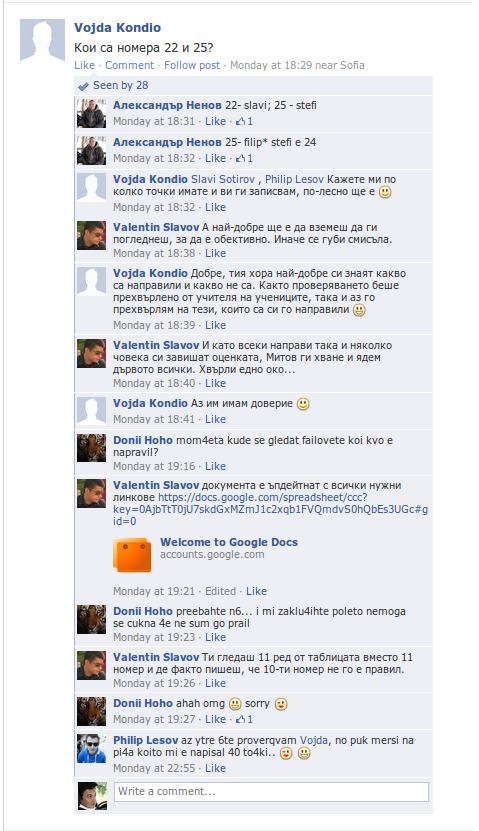 Vojda Kondio
Кои са номера 22 и 25?
Like · Comment · Follow post · Monday at 18:29 near Sofia
Seen by 28
Александър Ненов 22- slavi; 25 - stefi
Monday at 18:31 · Like · 1
Александър Ненов 25- filip* stefi e 24
Monday at 18:32 · Like · 1
Vojda Kondio Slavi Sotirov , Philip Lesov Кажете ми по
колко точки имате и ви ги записвам, по-лесно ще е
Monday at 18:32 · Like
Valentin Slavov А най-добре ще е да вземеш да ги
погледнеш, за да е обективно. Иначе се губи смисъла.
Monday at 18:38 · Like
Vojda Kondio Добре, тия хора най-добре си знаят какво
са направили и какво не са. Както проверяването беше
прехвърлено от учителя на учениците, така и аз го
прехвърлям на тези, които са си го направили
Monday at 18:39 · Like
Valentin Slavov И като всеки направи така и няколко
човека си завишат оценката, Митов ги хване и ядем
дървото всички. Хвърли едно око...
Monday at 18:40 · Like
Vojda Kondio Аз им имам доверие
Monday at 18:41 · Like
Donii Hoho mom4eta kude se gledat failovete koi kvo e
napravil?
Monday at 19:16 · Like
Valentin Slavov документа е ъпдейтнат с всички нужни
линкове https://docs.google.com/spreadsheet/ccc?
key=0AjbTtT0jU7skdGxMZmJ1c2xqb1FVQmdvS0hQbEs3UGc#g
id=0
Welcome to Google Docs
accounts.google.com
Monday at 19:21 · Edited · Like
Donii Hoho preebahte n6... i mi zaklu4ihte poleto nemoga
se cukna 4e ne sum go prail
Monday at 19:23 · Like
Valentin Slavov Ти гледаш 11 ред от таблицата вместо 11
номер и де факто пишеш, че 10-ти номер не го е правил.
Monday at 19:26 · Like
Donii Hoho ahah omg sorry
Monday at 19:27 · Like · 1
Philip Lesov az ytre 6te proverqvam Vojda, no puk mersi na
pi4a koito mi e napisal 40 to4ki..
Monday at 22:55 · Like
Write a comment...